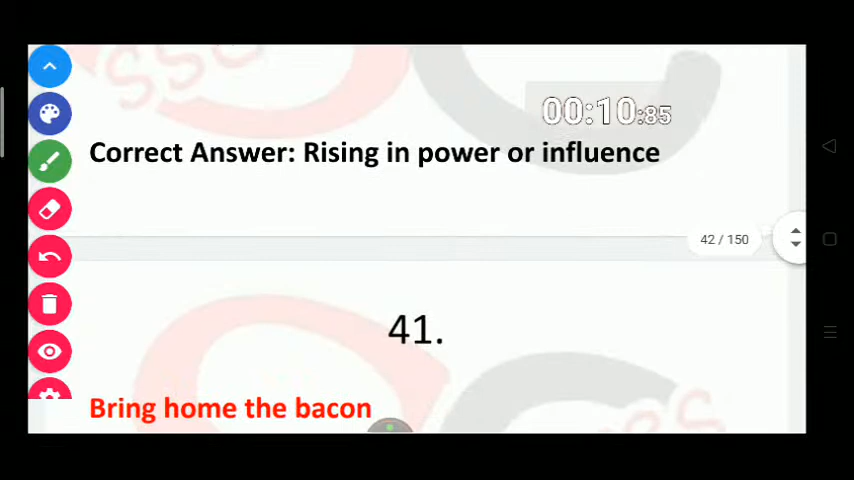 00:10:85
Correct Answer: Rising in power or influence
42 / 150
41.
Bring home the bacon